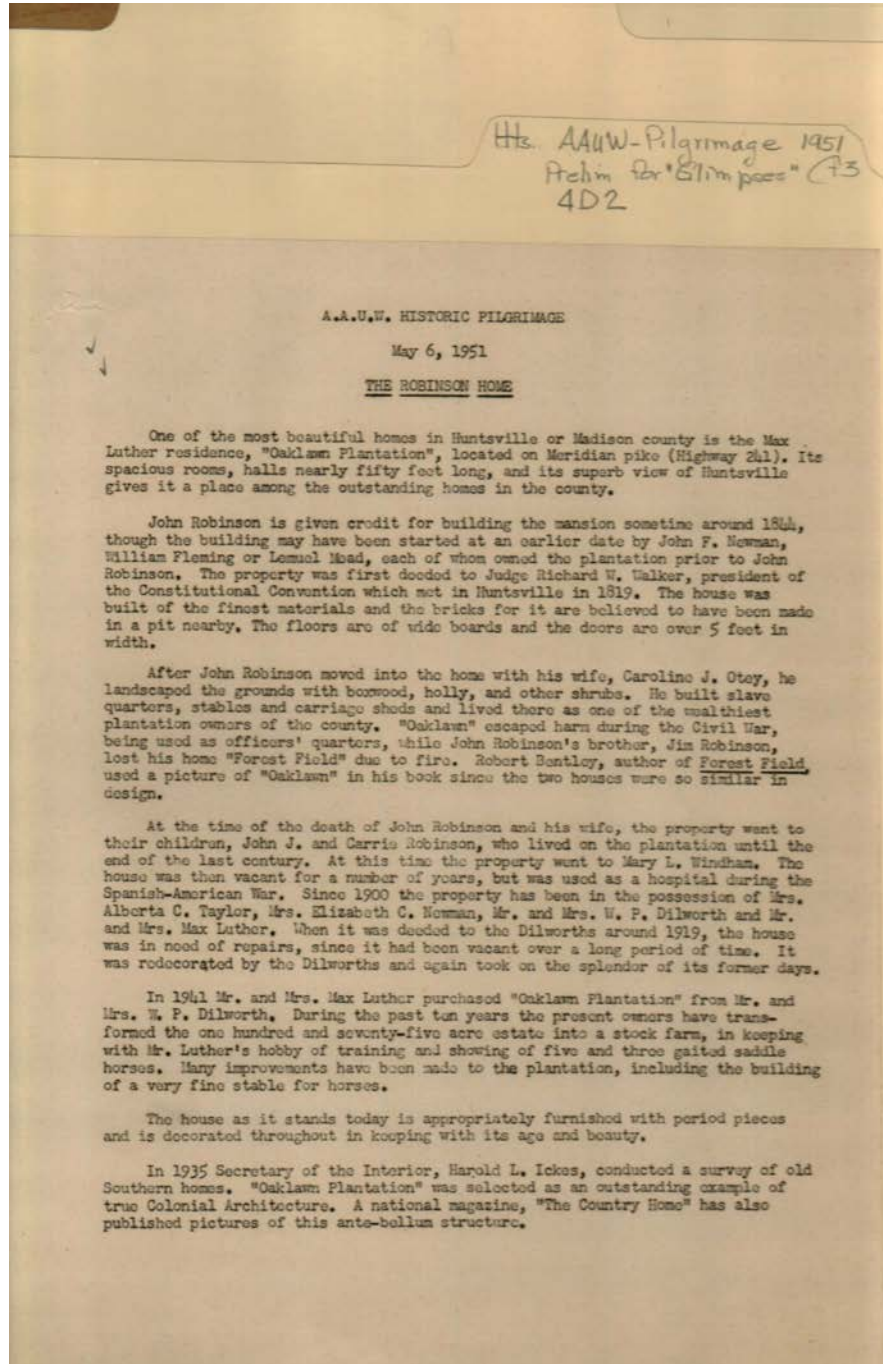 Hts. AAUW-Pilgrimage 1951
Prelim for "Glimpses"
4D2
A.A.U.W. HISTORIC PILGRIMAGE
May 6, 1951
THE ROBINSON HOME
One of the most beautiful homes in Huntsville or Madison county is the Max
Luther residence, "Oaklawn Plantation", located on Meridian pike (Highway 241). Its
spacious rooms, halls nearly fifty feet long, and its superb view of Huntsville
gives it a place among the outstanding homes in the county.
John Robinson is given credit for building the mansion sometime around 1844,
though the building may have been started at an earlier date by John F. Newman,
William Fleming or Lemuel Mead, each of whom owned the plantation prior to John
Robinson. The property was first deeded to Judge Richard W. Walker, president of
the Constitutional Convention which met in Huntsville in 1819. The house was
built of the finest materials and the bricks for it are believed to have been made
in a pit nearby. The floors are of wide boards and the doors are over 5 feet in
width.
After John Robinson moved into the home with his wife, Caroline J. Otey, he
landscaped the grounds with boxwood, holly, and other shrubs. He built slave
quarters, stables and carriage sheds and lived there as one of the wealthiest
plantation owners of the county. "Oaklawn" escaped harm during the Civil War,
being used as officers' quarters, while John Robinson's brother, Jim Robinson,
lost his home "Forest Field" due to fire. Robert Bentley, author of Forest Field,
used a picture of "Oaklawn" in his book since the two houses were so similar in
design.
At the time of the death of John Robinson and his wife, the property went to
their children, John J. and Carrie Robinson, who lived on the plantation until the
end of the last century. At this time the property went to Mary L. Windham. The
house was then vacant for a number of years, but was used as a hospital during the
Spanish-American War. Since 1900 the property has been in the possession of Mrs.
Alberta C. Taylor, Mrs. Elizabeth C. Newman, Mr. and Mrs. W. P. Dilworth and Mr.
and Mrs. Max Luther. When it was deeded to the Dilworths around 1919, the house
was in need of repairs, since it had been vacant over a long period of time. It
was redecorated by the Dilworths and again took on the splendor of its former days.
In 1941 Mr. and Mrs. Max Luther purchased "Oaklawn Plantation" from Mr. and
Mrs. W. P. Dilworth. During the past ten years the present owners have trans-
formed the one hundred and seventy-five acre estate into a stock farm, in keeping
with Mr. Luther's hobby of training and showing of five and three gaited saddle
horses. Many improvements have been made to the plantation, including the building
of a very fine stable for horses.
The house as it stands today is appropriately furnished with period pieces
and is decorated throughout in keeping with its age and beauty.
In 1935 Secretary of the Interior, Harold L. Ickes, conducted a survey of old
Southern homes. "Oaklawn Plantation" was selected as an outstanding example of
true Colonial Architecture. A national magazine, "The Country Home" has also
published pictures of this ante-bellum structure.